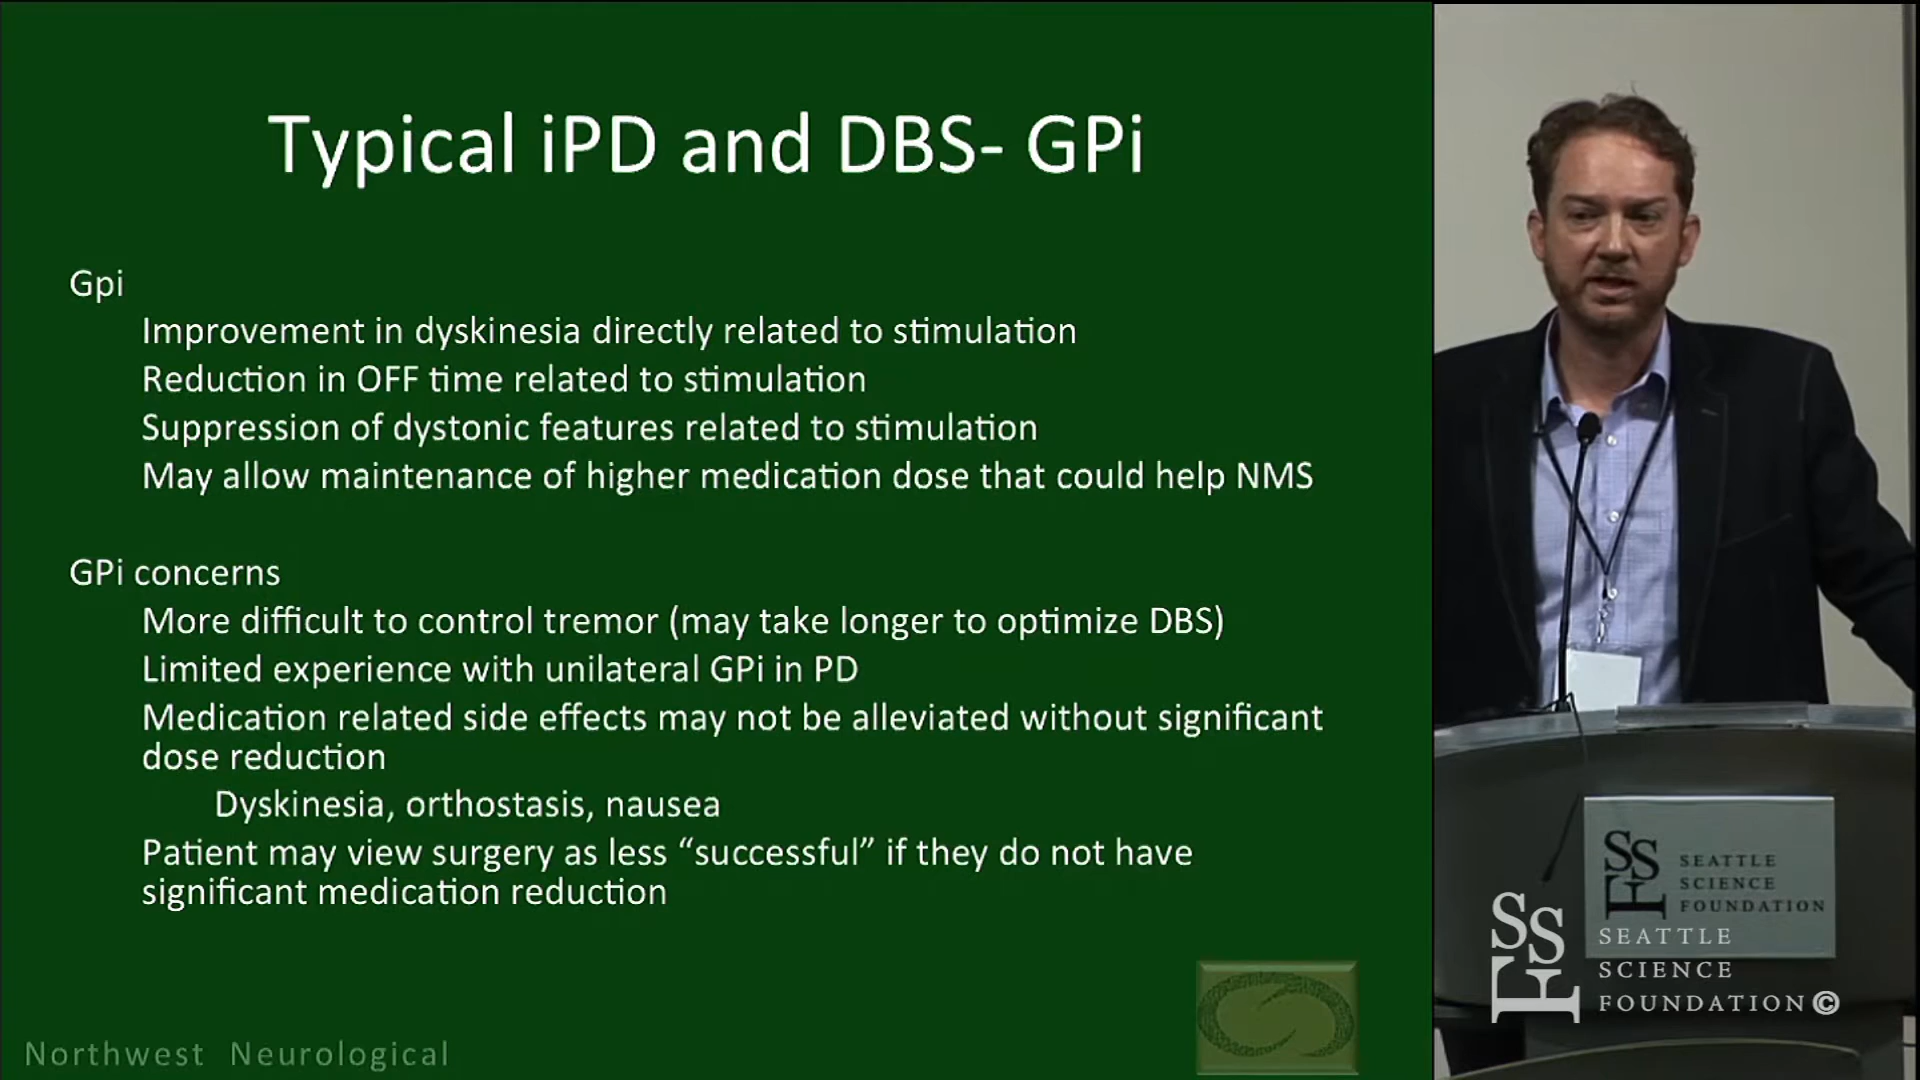 Typical iPD and DBS- GPi
Gpi
Improvement in dyskinesia directly related to stimulation
Reduction in OFF time related to stimulation
Suppression of dystonic features related to stimulation
May allow maintenance of higher medication dose that could help NMS
GPi concerns
More difficult to control tremor (may take longer to optimize DBS)
Limited experience with unilateral GPi in PD
Medication related side effects may not be alleviated without significant
dose reduction
Dyskinesia, orthostasis, nausea
Patient may view surgery as less “successful” if they do not have
significant medication reduction
Northwest Neurological
SSF
SEATTLE
SCIENCE
FOUNDATION
SSF
SEATTLE
SCIENCE
FOUNDATION©